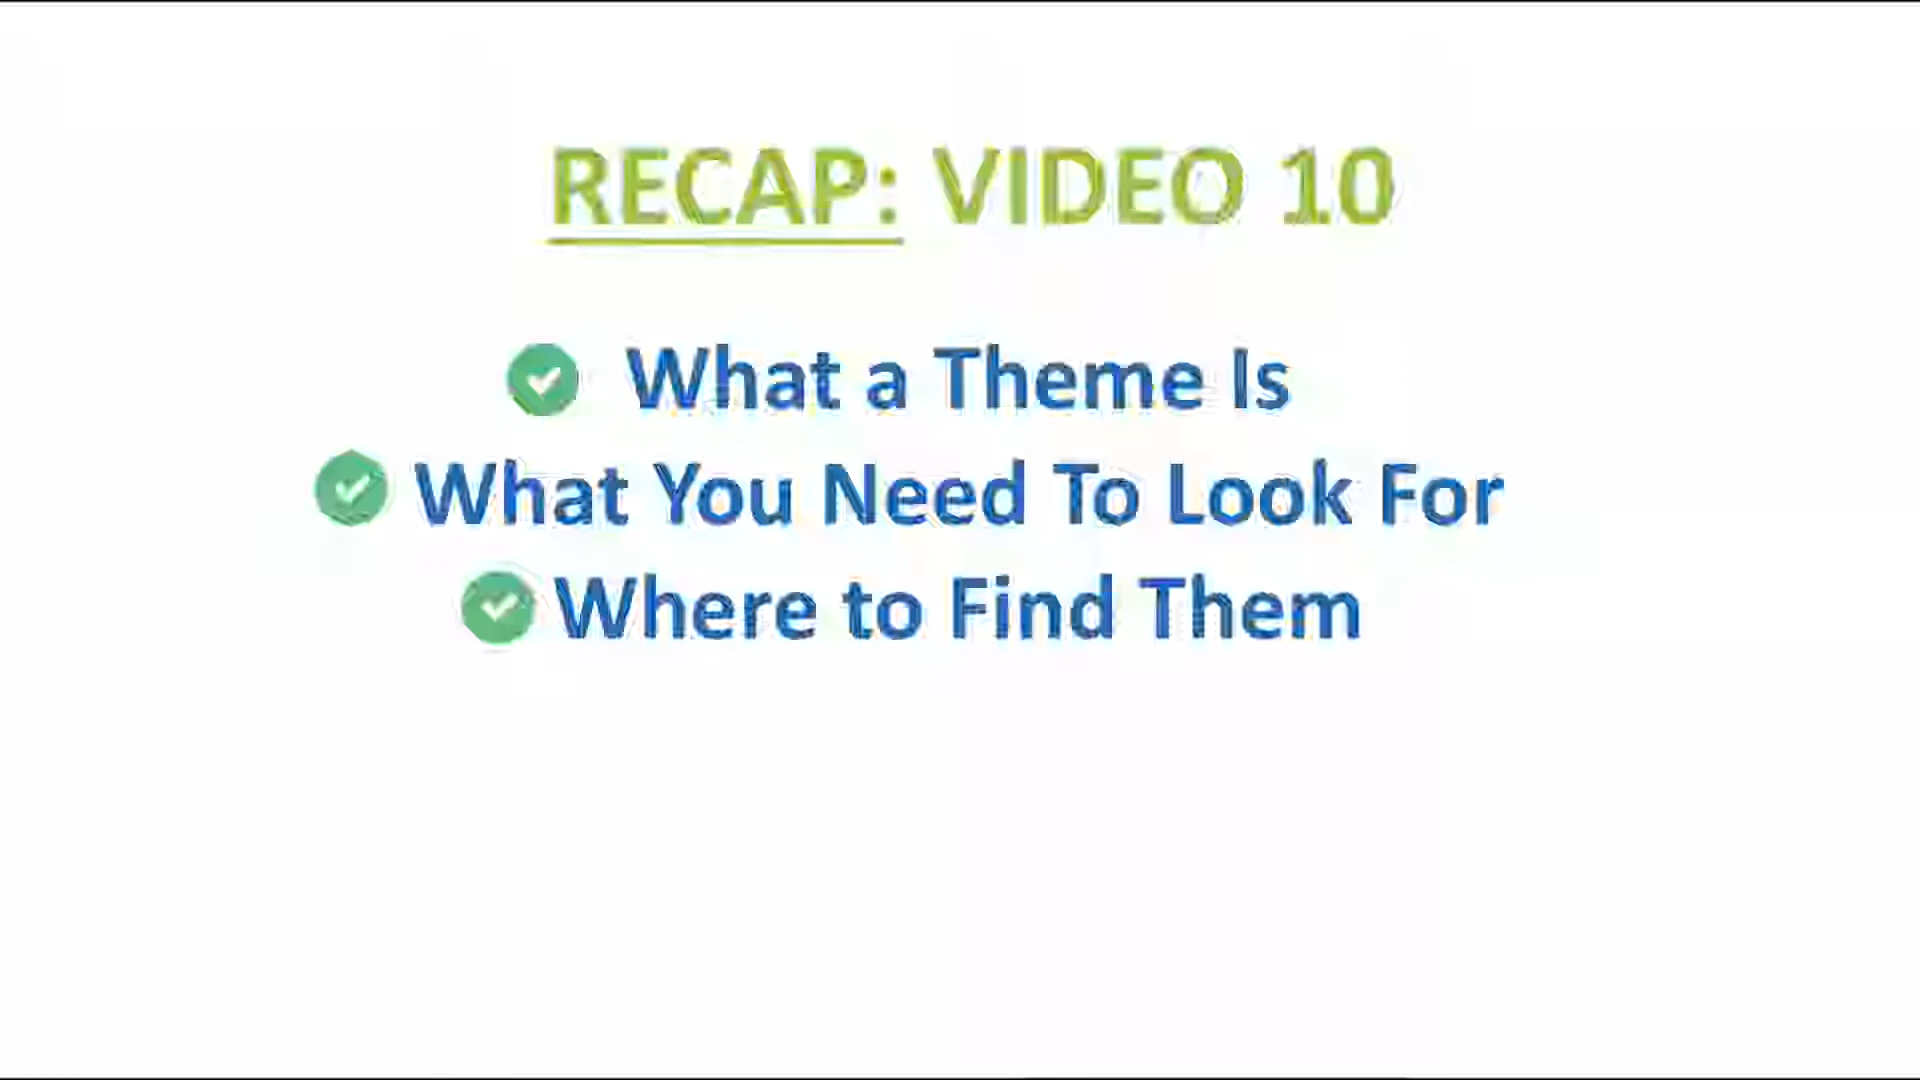 RECAP: VIDEO 10
What a Theme Is
What You Need To Look For
Where to Find Them